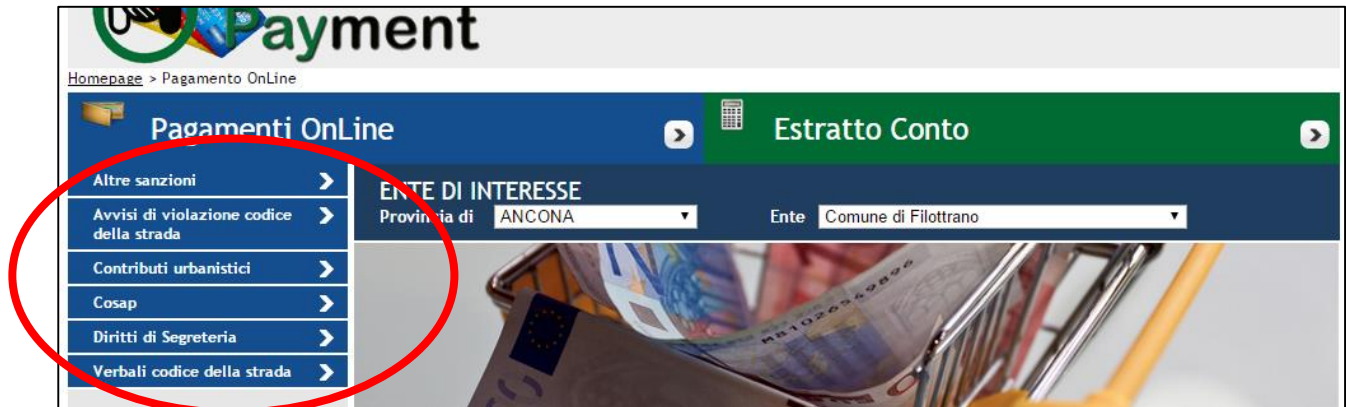 Payment
Homepage > Pagamento OnLine
Pagamenti OnLine
Estratto Conto
Altre sanzioni
Avvisi di violazione codice
della strada
Contributi urbanistici
Cosap
Diritti di Segreteria
Verbali codice della strada
ENTE DI INTERESSE
Provincia di ANCONA
Ente Comune di Filottrano